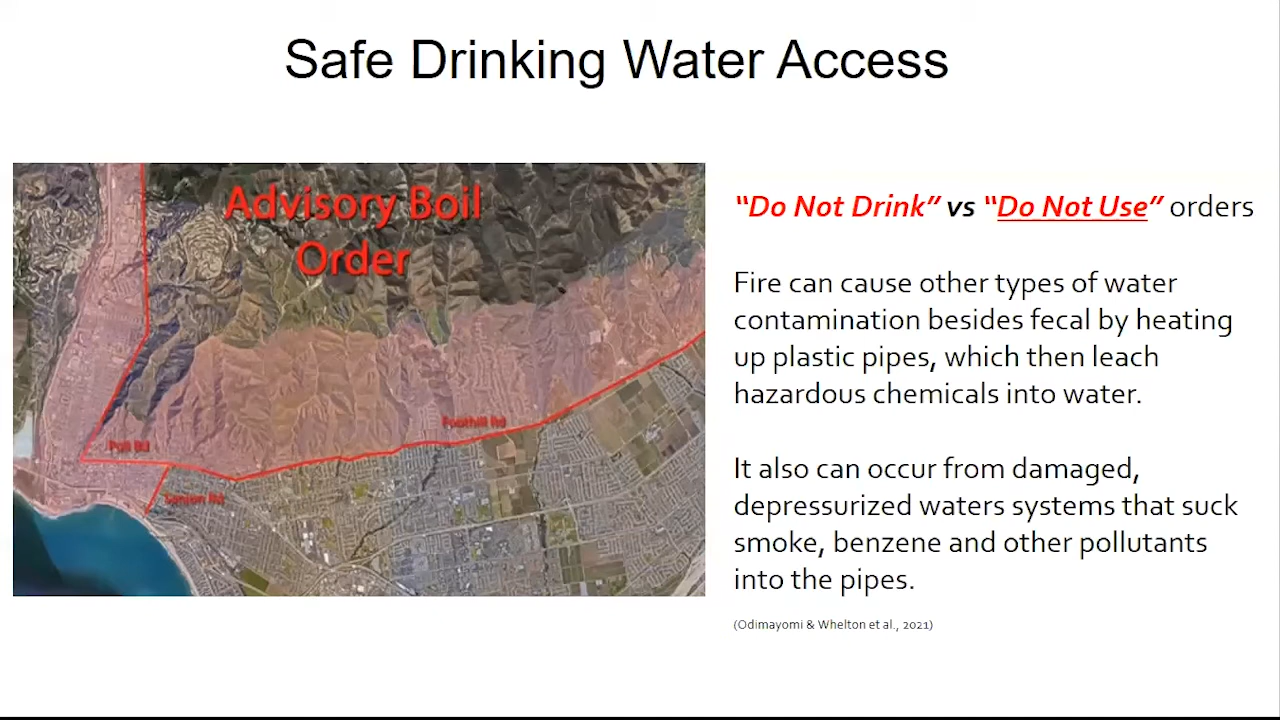 Safe Drinking Water Access
Advisory Boil
Order
Poli Rd
Foothill Rd
“Do Not Drink” vs “Do Not Use” orders
Fire can cause other types of water
contamination besides fecal by heating
up plastic pipes, which then leach
hazardous chemicals into water.
It also can occur from damaged,
depressurized waters systems that suck
smoke, benzene and other pollutants
into the pipes.
(Odimayomi & Whelton et al., 2021)